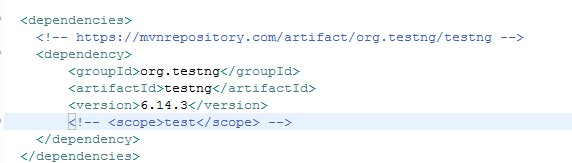 <dependencies>
<!-- https://mvnrepository.com/artifact/org.testng/testng -->
<dependency>
<groupId>org.testng</groupId>
<artifactId>testng</artifactId>
<version>6.14.3</version>
<!-- <scope>test</scope> -->
</dependency>
</dependencies>